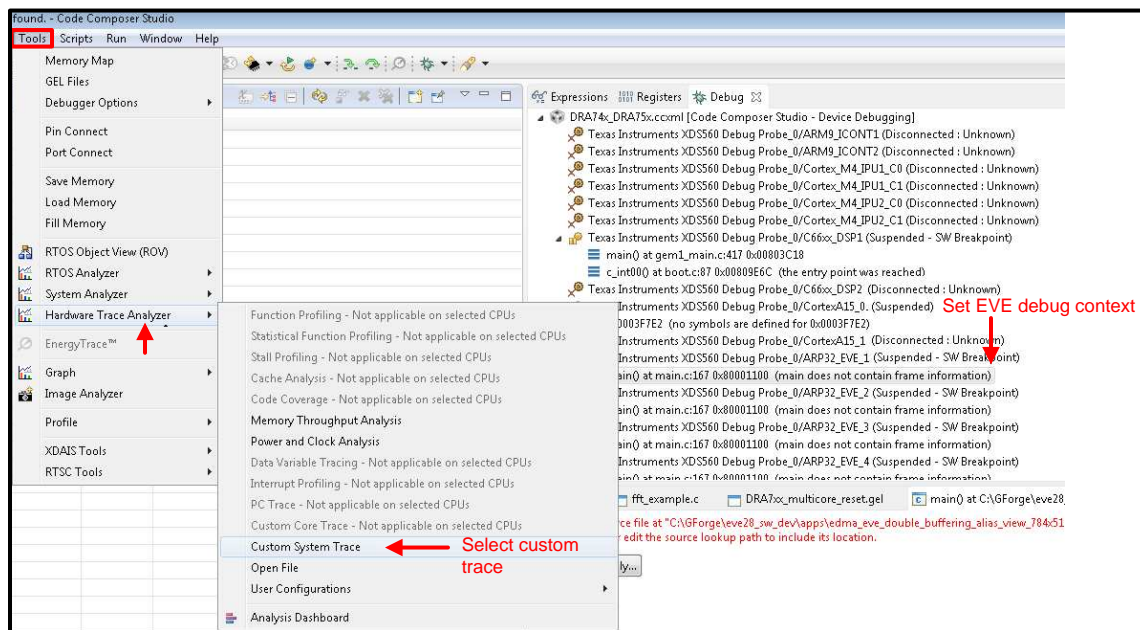 found. - Code Composer Studio
Tools Scripts Run Window Help
Memory Map
GEL Files
Debugger Options
Pin Connect
Port Connect
Save Memory
Load Memory
Fill Memory
RTOS Object View (ROV)
RTOS Analyzer
System Analyzer
Hardware Trace Analyzer
EnergyTrace™
Graph
Image Analyzer
Profile
XDAIS Tools
RTSC Tools
Function Profiling - Not applicable on selected CPUs
Statistical Function Profiling - Not applicable on selected CPUs
Stall Profiling - Not applicable on selected CPUs
Cache Analysis - Not applicable on selected CPUs
Code Coverage - Not applicable on selected CPUs
Memory Throughput Analysis
Power and Clock Analysis
Data Variable Tracing - Not applicable on selected CPUs
Interrupt Profiling - Not applicable on selected CPUs
PC Trace - Not applicable on selected CPUs
Custom Core Trace - Not applicable on selected CPUs
Custom System Trace
Open File
User Configurations
Analysis Dashboard
Select custom
trace
Expressions Registers Debug
DRA74x_DRA75x.ccxml [Code Composer Studio - Device Debugging]
Texas Instruments XDS560 Debug Probe_0/ARM9_ICONT1 (Disconnected : Unknown)
Texas Instruments XDS560 Debug Probe_0/ARM9_ICONT2 (Disconnected : Unknown)
Texas Instruments XDS560 Debug Probe_0/Cortex_M4_IPU1_C0 (Disconnected : Unknown)
Texas Instruments XDS560 Debug Probe_0/Cortex_M4_IPU1_C1 (Disconnected : Unknown)
Texas Instruments XDS560 Debug Probe_0/Cortex_M4_IPU2_C0 (Disconnected : Unknown)
Texas Instruments XDS560 Debug Probe_0/Cortex_M4_IPU2_C1 (Disconnected : Unknown)
Texas Instruments XDS560 Debug Probe_0/C66xx_DSP1 (Suspended - SW Breakpoint)
main() at gem1_main.c:417 0x00803C18
c_int00() at boot.c:87 0x00809E6C (the entry point was reached)
Texas Instruments XDS560 Debug Probe_0/C66xx_DSP2 (Disconnected : Unknown)
Instruments XDS560 Debug Probe_0/CortexA15_0. (Suspended)
Set EVE debug context
0003F7E2 (no symbols are defined for 0x0003F7E2)
Instruments XDS560 Debug Probe_0/CortexA15_1 (Disconnected : Unknown)
Instruments XDS560 Debug Probe_0/ARP32_EVE_1 (Suspended - SW Breakpoint)
ain() at main.c:167 0x80001100 (main does not contain frame information)
Instruments XDS560 Debug Probe_0/ARP32_EVE_2 (Suspended - SW Breakpoint)
ain() at main.c:167 0x80001100 (main does not contain frame information)
Instruments XDS560 Debug Probe_0/ARP32_EVE_3 (Suspended - SW Breakpoint)
ain() at main.c:167 0x80001100 (main does not contain frame information)
Instruments XDS560 Debug Probe_0/ARP32_EVE_4 (Suspended - SW Breakpoint)
ain() at main.c:167 0x80001100 (main does not contain frame information)
fft_example.c DRA7xx_multicore_reset.gel main() at C:\GForge\eve28_
rce file at "C:\GForge\eve28_sw_dev\apps\edma_eve_double_buffering_alias_view_784x51
edit the source lookup path to include its location.
ly...